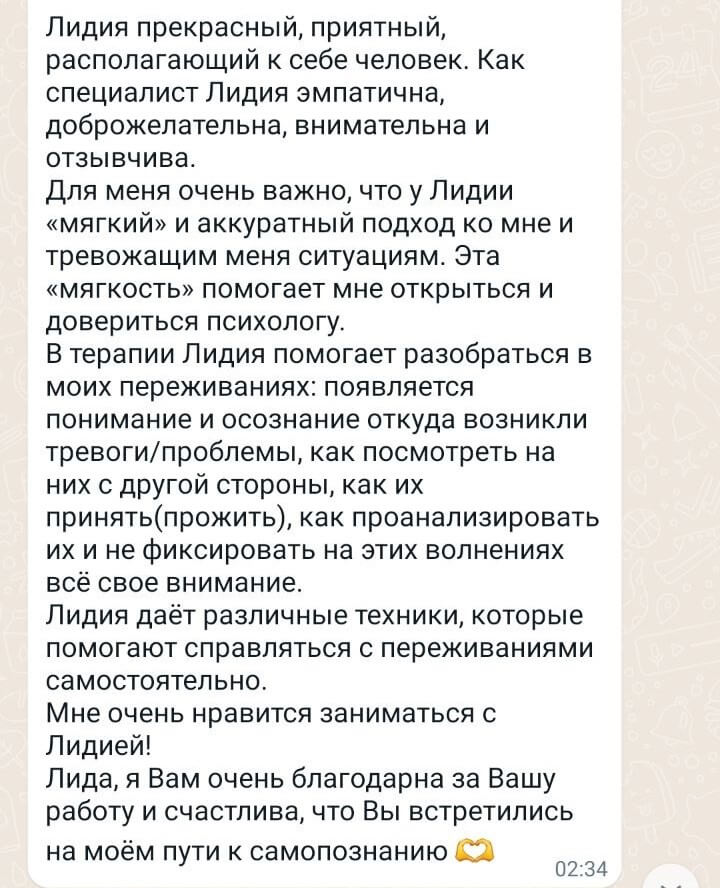 Лидия прекрасный, приятный,
располагающий к себе человек. Как
специалист Лидия эмпатична,
доброжелательна, внимательна и
отзывчива.
Для меня очень важно, что у Лидии
«мягкий» и аккуратный подход ко мне и
тревожащим меня ситуациям. Эта
«мягкость» помогает мне открыться и
довериться психологу.
В терапии Лидия помогает разобраться в
моих переживаниях: появляется
понимание и осознание откуда возникли
тревоги/проблемы, как посмотреть на
них с другой стороны, как их
принять(прожить), как проанализировать
их и не фиксировать на этих волнениях
всё свое внимание.
Лидия даёт различные техники, которые
помогают справляться с переживаниями
самостоятельно.
Мне очень нравится заниматься с
Лидией!
Лида, я Вам очень благодарна за Вашу
работу и счастлива, что Вы встретились
на моём пути к самопознанию 🫶
02:34